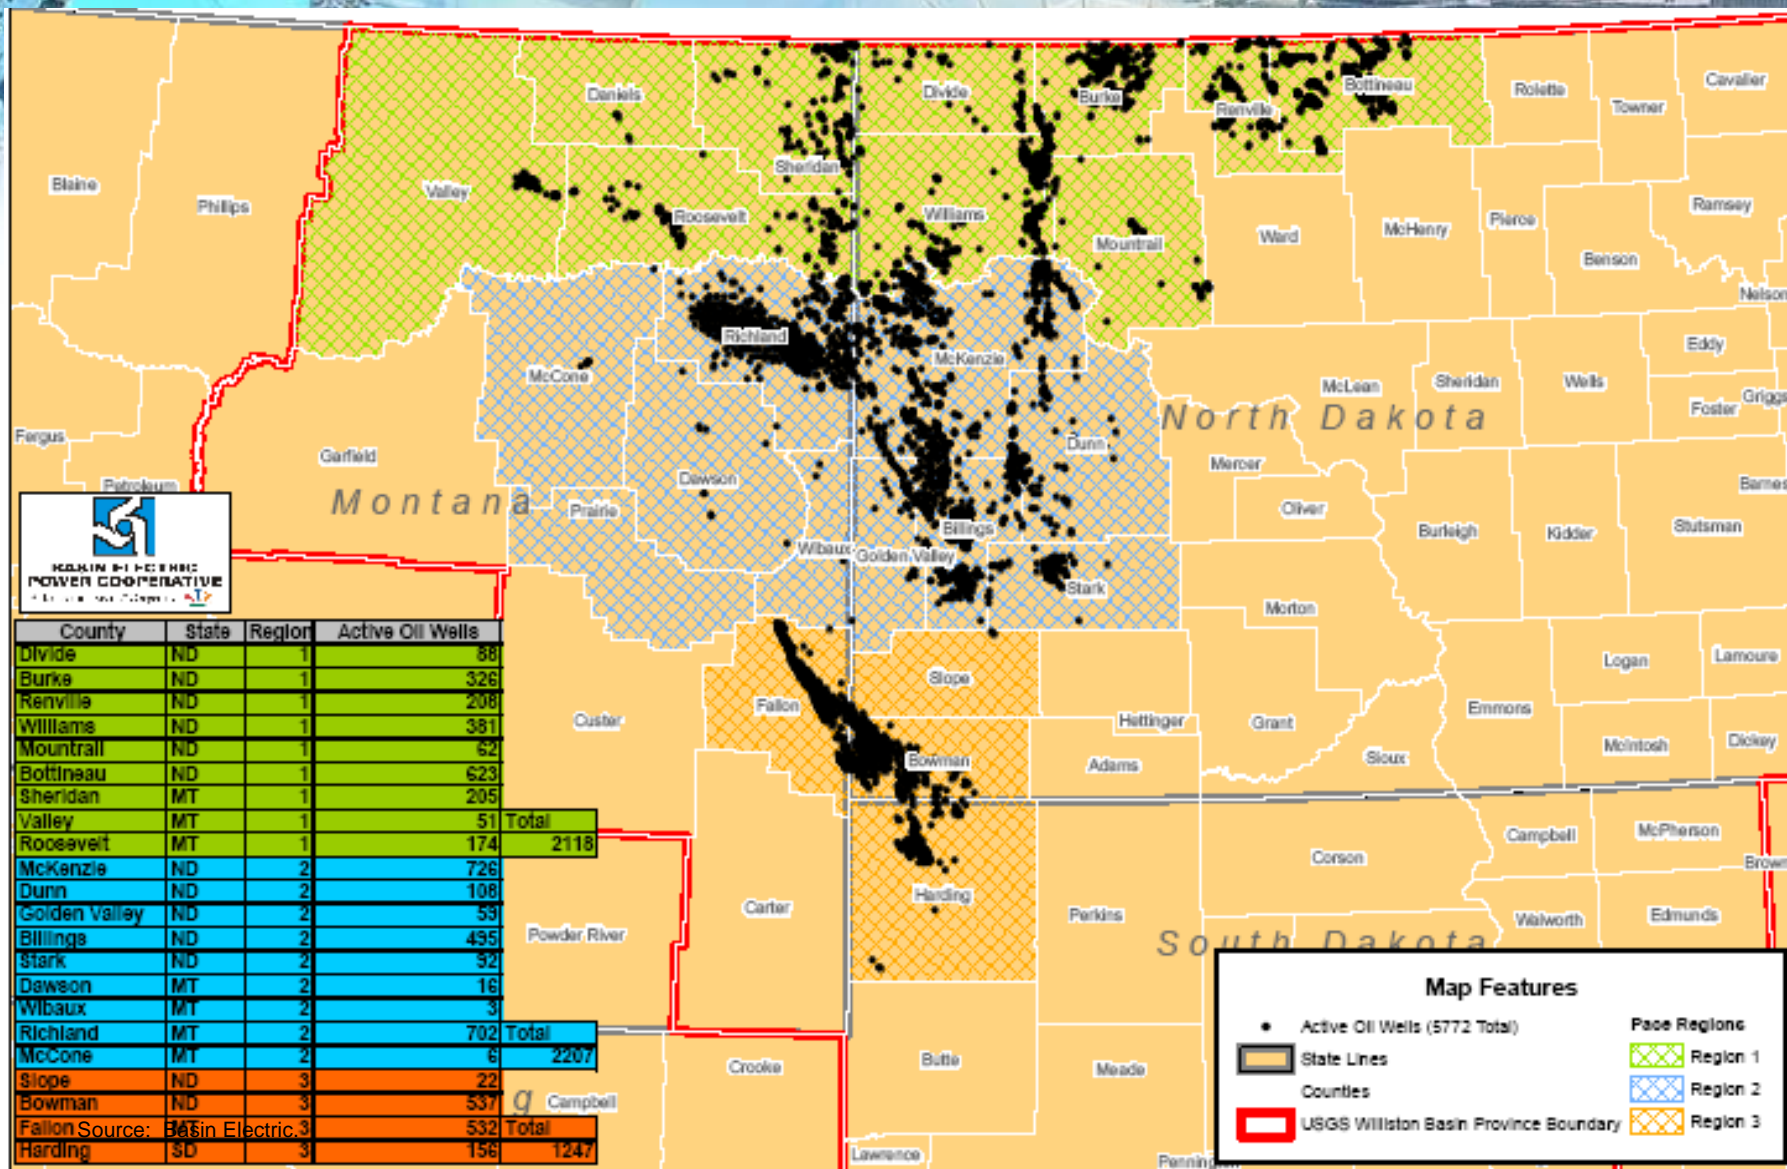 Cavalier
Rolette
Towner
Bottineau
Renville
Burke
Divide
Daniels
Sheridan
Blaine
Phillips
Valley
Roosevelt
Williams
Mountrail
Ward
McHenry
Pierce
Ramsey
Benson
Nelson
Richland
McKenzie
McCone
McLean
Sheridan
Wells
Eddy
Foster
Griggs
North Dakota
Fergus
Garfield
Petroleum
Montana
Dawson
Prairie
Dunn
Mercer
Oliver
Burleigh
Kidder
Stutsman
Barnes
Billings
Wibaux
Golden Valley
Stark
Morton
Logan
Lamoure
Slope
Fallon
Custer
Hettinger
Grant
Emmons
McIntosh
Dickey
Bowman
Adams
Sioux
Campbell
McPherson
Brown
Corson
Harding
Carter
Perkins
Walworth
Edmunds
Powder River
South Dakota
Butte
Meade
Crooke
g Campbell
Lawrence
Pennington
BASIN ELECTRIC
POWER COOPERATIVE
County State Region Active Oil Wells
Divide ND 1 88
Burke ND 1 326
Renville ND 1 208
Williams ND 1 381
Mountrail ND 1 62
Bottineau ND 1 623
Sheridan MT 1 205
Valley MT 1 51 Total
Roosevelt MT 1 174 2118
McKenzie ND 2 726
Dunn ND 2 108
Golden Valley ND 2 59
Billings ND 2 495
Stark ND 2 92
Dawson MT 2 16
Wibaux MT 2 3
Richland MT 2 702 Total
McCone MT 2 6 2207
Slope ND 3 22
Bowman ND 3 537
Fallon MT 3 532 Total
Source: Basin Electric.
Harding SD 3 156 1247
Map Features
Active Oil Wells (5772 Total)
State Lines
Counties
USGS Williston Basin Province Boundary
Pace Regions
Region 1
Region 2
Region 3